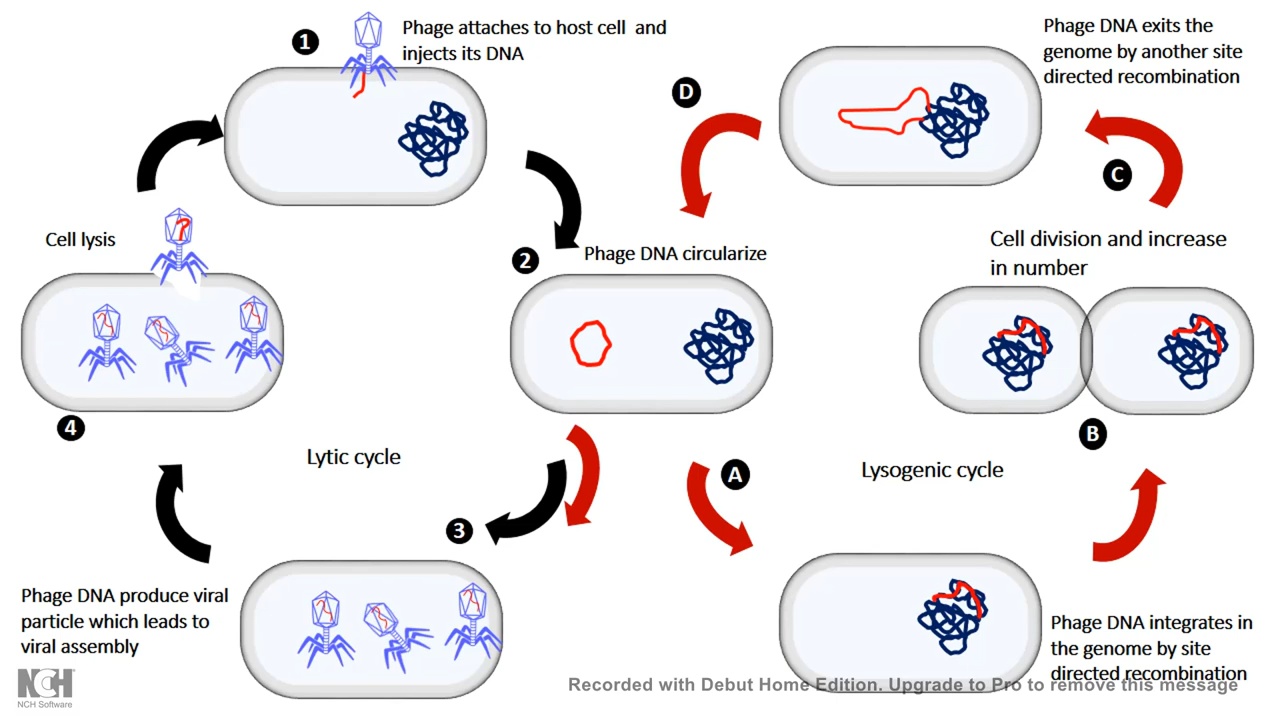 1
Phage attaches to host cell and
injects its DNA
Phage DNA exits the
genome by another site
directed recombination
D
C
Cell lysis
2
Phage DNA circularize
Cell division and increase
in number
4
B
Lytic cycle
A
Lysogenic cycle
3
Phage DNA produce viral
particle which leads to
viral assembly
Phage DNA integrates in
the genome by site
directed recombination
NCH®
NCH Software
Recorded with Debut Home Edition. Upgrade to Pro to remove this message